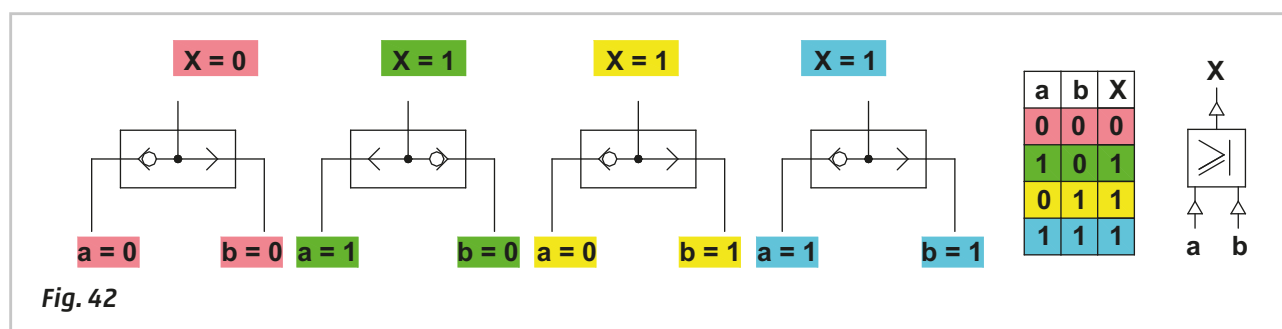 X = 0 X = 1 X = 1 X = 1
X
a b X
0 0 0
1 0 1
0 1 1
1 1 1
≥1
a = 0 b = 0 a = 1 b = 0 a = 0 b = 1 a = 1 b = 1
a b
Fig. 42